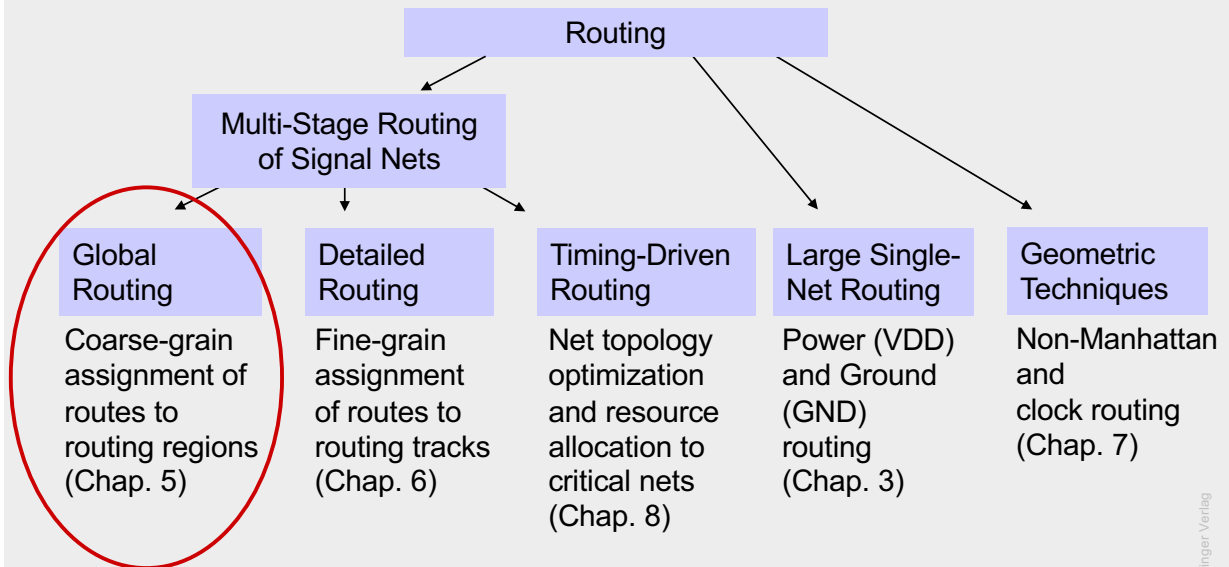 Routing
Multi-Stage Routing
of Signal Nets
Global
Routing
Coarse-grain
assignment of
routes to
routing regions
(Chap. 5)
Detailed
Routing
Fine-grain
assignment
of routes to
routing tracks
(Chap. 6)
Timing-Driven
Routing
Net topology
optimization
and resource
allocation to
critical nets
(Chap. 8)
Large Single-
Net Routing
Power (VDD)
and Ground
(GND)
routing
(Chap. 3)
Geometric
Techniques
Non-Manhattan
and
clock routing
(Chap. 7)
Verlag